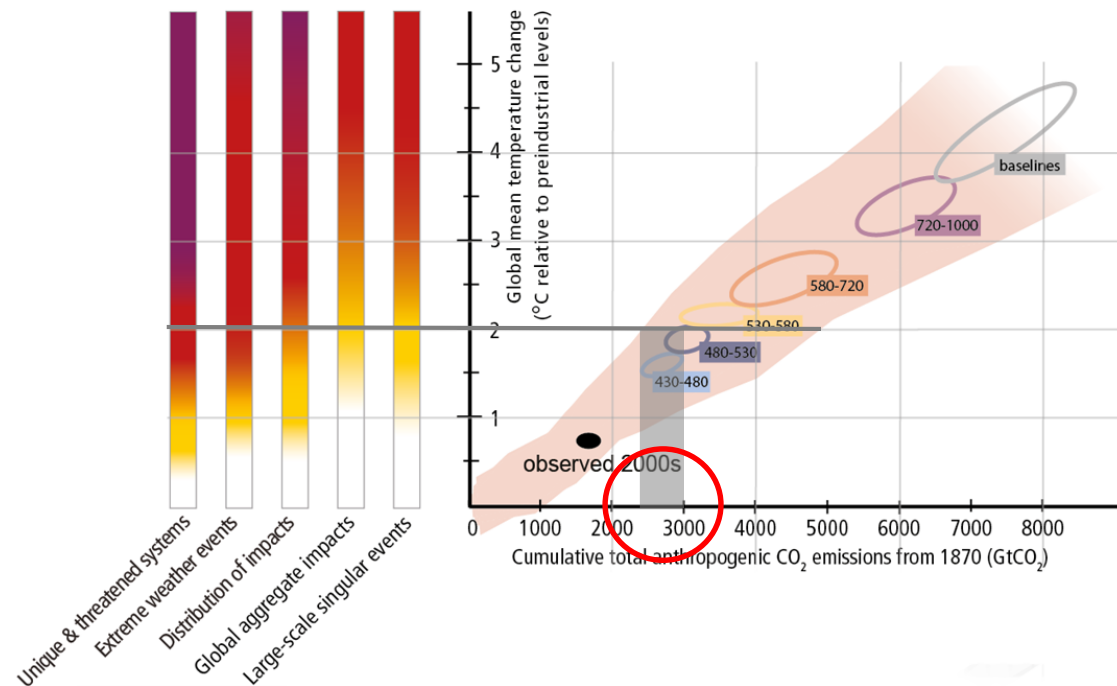 Unique & threatened systems
Extreme weather events
Distribution of impacts
Global aggregate impacts
Large-scale singular events
Global mean temperature change
(°C relative to preindustrial levels)
5
4
3
2
1
baselines
720-1000
580-720
530-580
480-530
430-480
observed 2000s
0 1000 2000 3000 4000 5000 6000 7000 8000
Cumulative total anthropogenic CO₂ emissions from 1870 (GtCO₂)